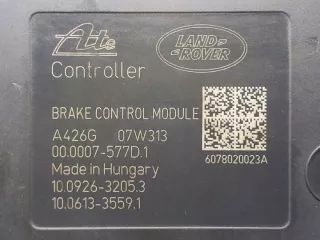 Ate
LAND-
ROVER
Controller
BRAKE CONTROL MODULE
A426G 07W313
00.0007-577D.1
6078020023A
Made in Hungary
10.0926-3205.3
10.0613-3559.1